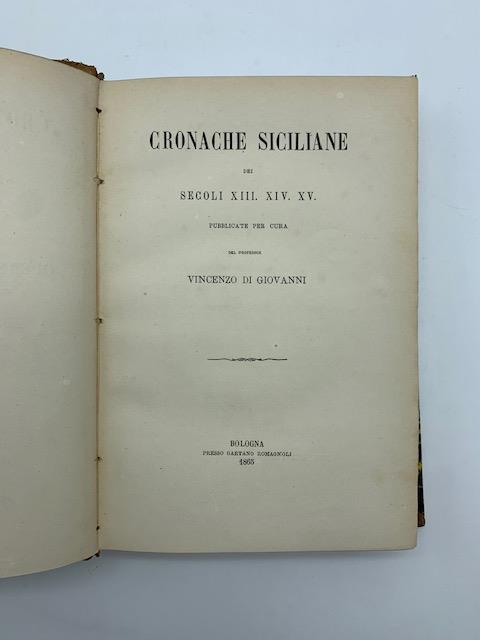 CRONACHE SICILIANE
DEI
SECOLI XIII. XIV. XV.
PUBBLICATE PER CURA
DEL PROFESSOR
VINCENZO DI GIOVANNI
BOLOGNA
PRESSO GAETANO ROMAGNOLI
1865